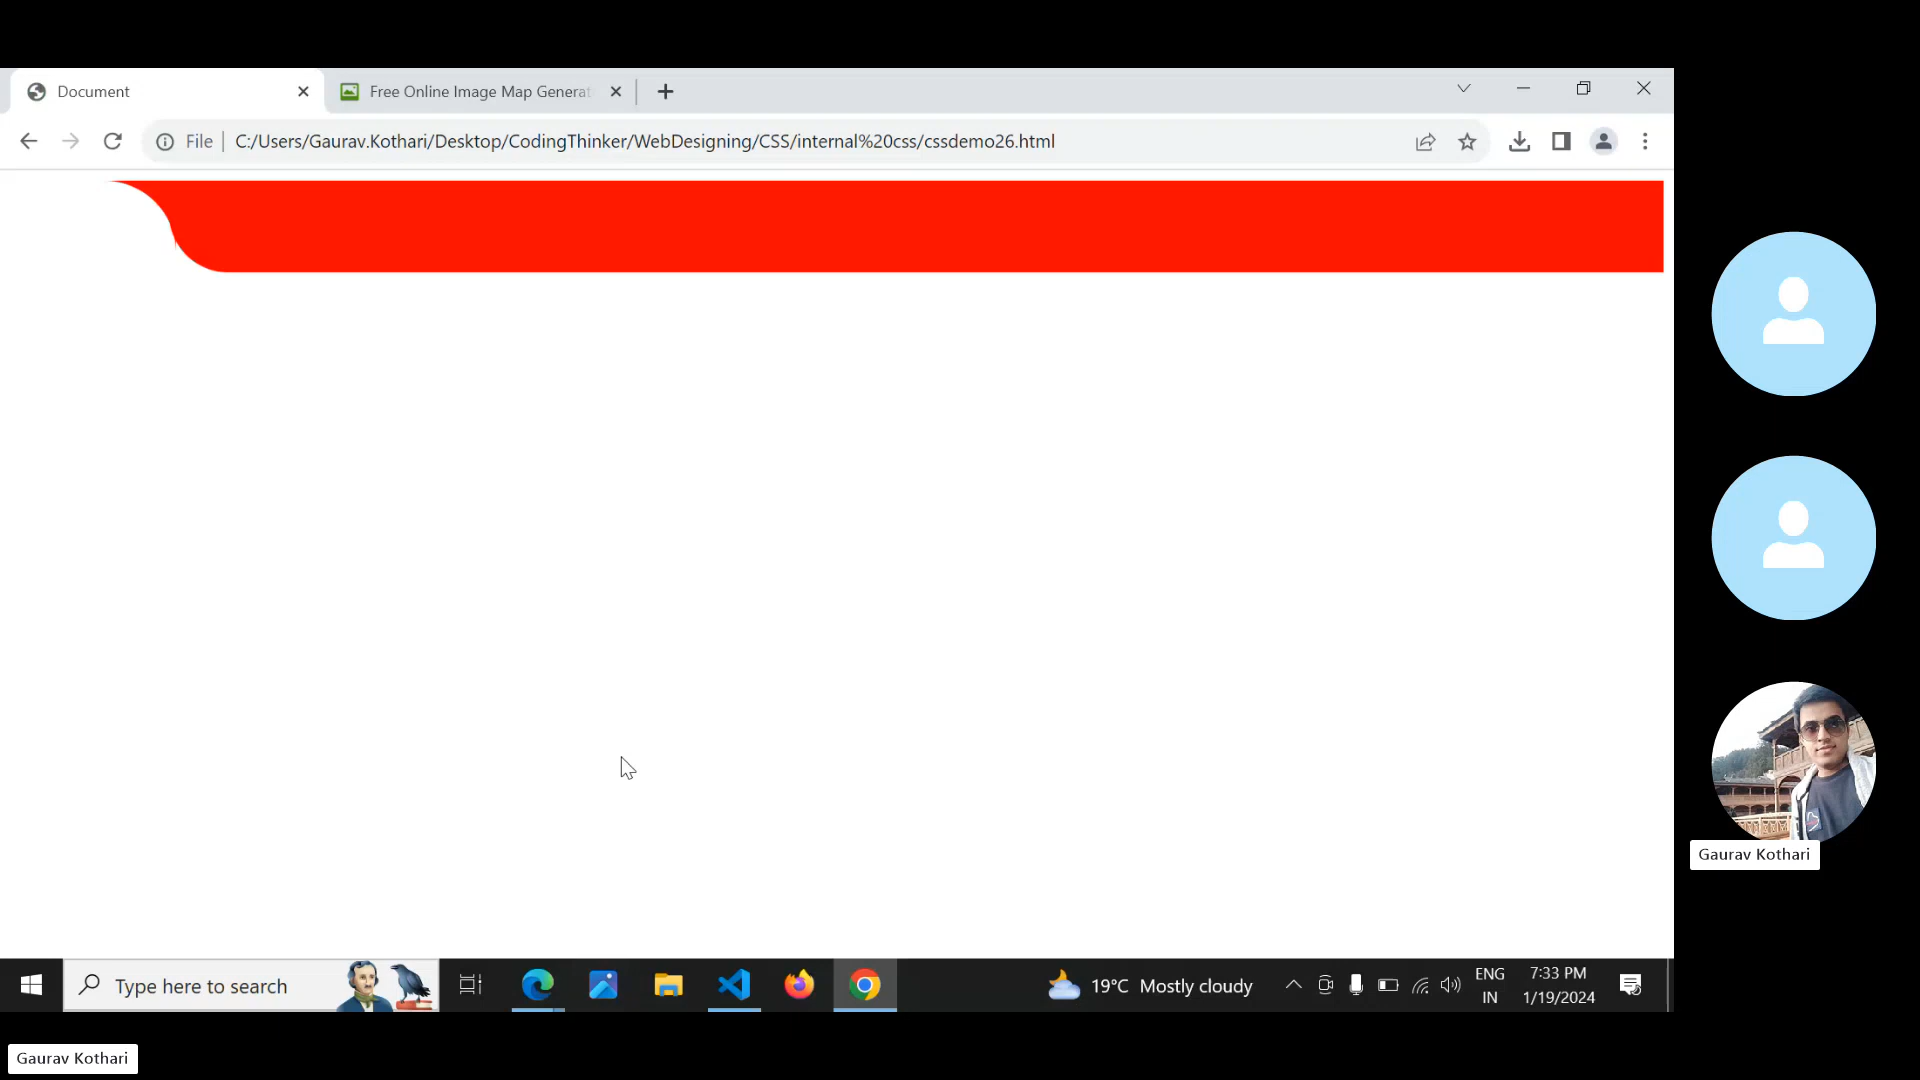 Document
Free Online Image Map Generat
File
C:/Users/Gaurav.Kothari/Desktop/CodingThinker/WebDesigning/CSS/internal%20css/cssdemo26.html
Gaurav Kothari
Type here to search
19°C Mostly cloudy
ENG
IN
7:33 PM
1/19/2024
Gaurav Kothari